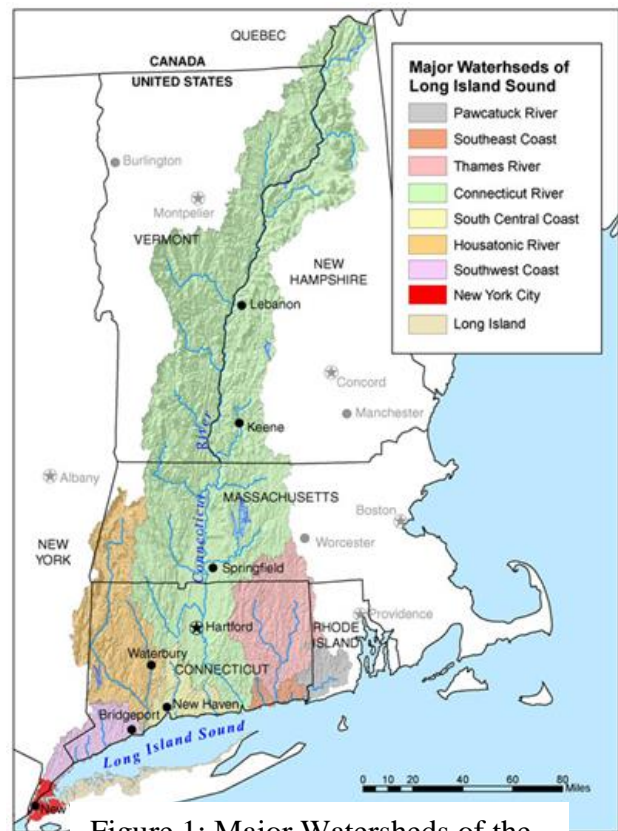 QUEBEC
CANADA
UNITED STATES
Major Waterhseds of
Long Island Sound
Pawcatuck River
Southeast Coast
Thames River
Connecticut River
South Central Coast
Housatonic River
Southwest Coast
New York City
Long Island
Burlington
Montpelier
VERMONT
NEW
HAMPSHIRE
Lebanon
Concord
Manchester
Keene
Connecticut River
Albany
MASSACHUSETTS
Boston
NEW
YORK
Worcester
Springfield
Providence
Hartford
RHODE
ISLAND
Waterbury
CONNECTICUT
New Haven
Bridgeport
Long Island Sound
0 10 20 40 60 80
Miles
New
Figure 1: Major Watersheds of the